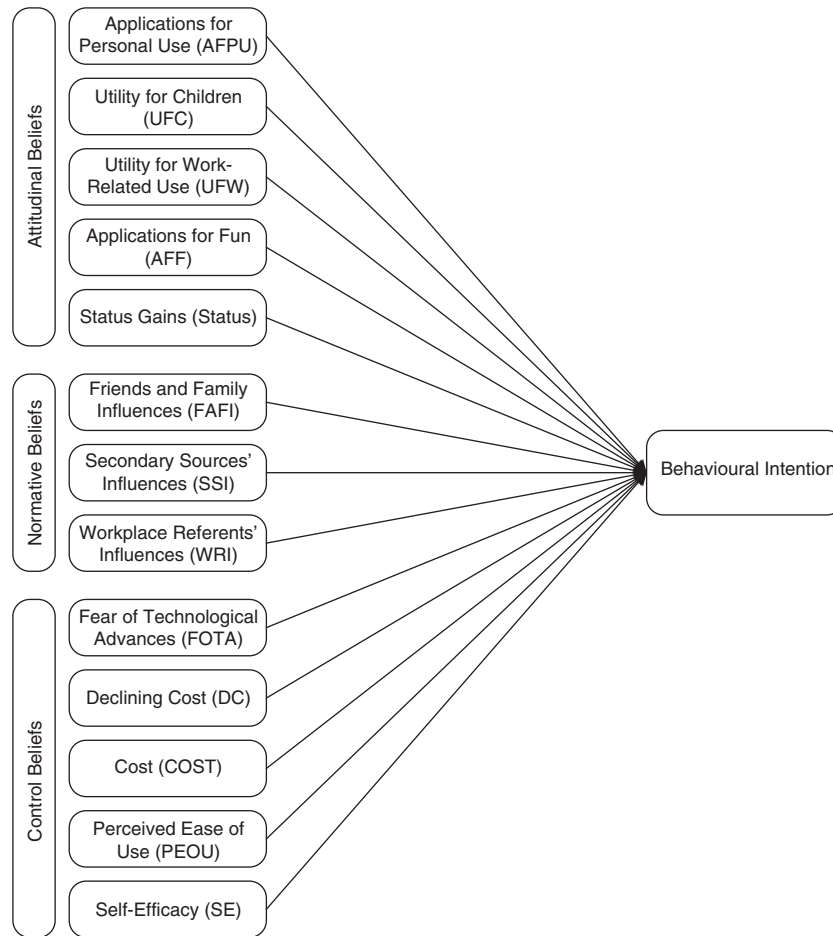 Attitudinal Beliefs
Applications for
Personal Use (AFPU)
Utility for Children
(UFC)
Utility for Work-
Related Use (UFW)
Applications for Fun
(AFF)
Status Gains (Status)
Normative Beliefs
Friends and Family
Influences (FAFI)
Secondary Sources'
Influences (SSI)
Workplace Referents'
Influences (WRI)
Behavioural Intention
Control Beliefs
Fear of Technological
Advances (FOTA)
Declining Cost (DC)
Cost (COST)
Perceived Ease of
Use (PEOU)
Self-Efficacy (SE)